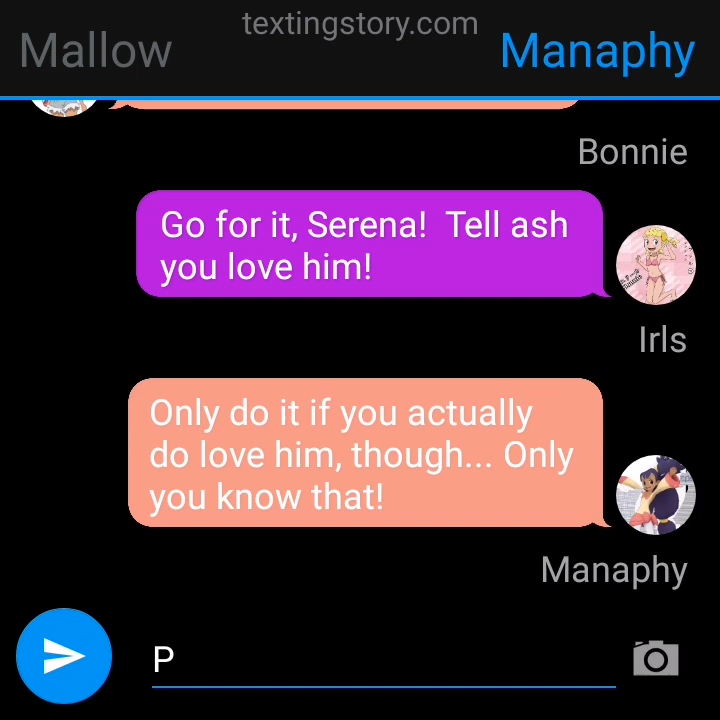 textingstory.com
Mallow
Manaphy
Bonnie
Go for it, Serena!  Tell ash
you love him!
Irls
Only do it if you actually
do love him, though... Only
you know that!
Manaphy
P